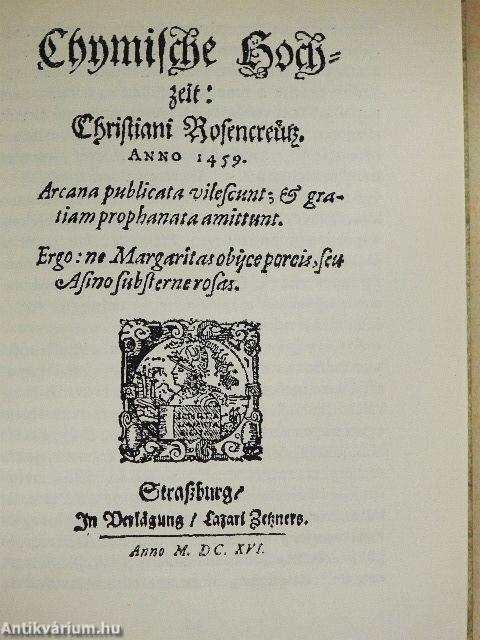 Chymische Hoch-
zeit:
Christiani Rosencreütz.
ANNO 1459.
Arcana publicata vilescunt; & gra-
tiam prophanata amittunt.
Ergo: ne Margaritas obijce porcis, seu
Asino substerne rosas.
Straßburg/
In Verlägung / Lazari Zetzners.
Anno M. DC. XVI.
Antikvárium.hu